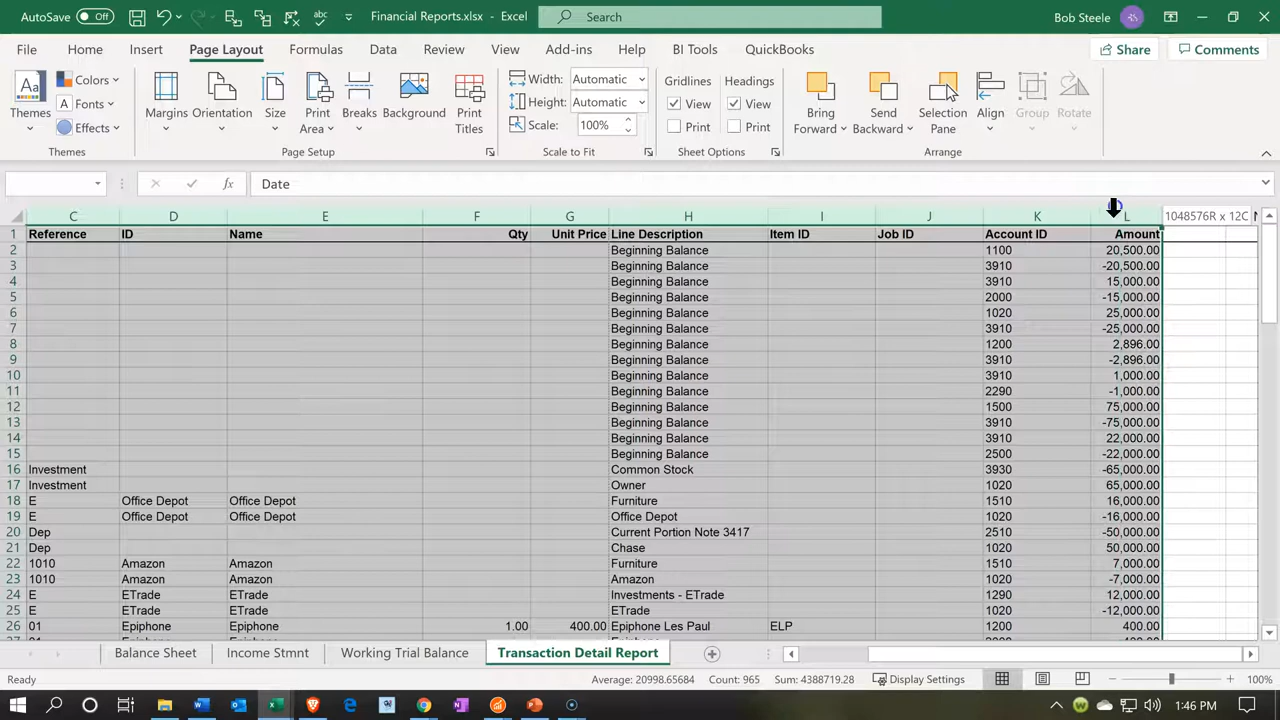 AutoSave Off Financial Reports.xlsx - Excel Search Bob Steele
File Home Insert Page Layout Formulas Data Review View Add-ins Help BI Tools QuickBooks Share Comments
Themes Colors Fonts Effects Margins Orientation Size Print Area Breaks Background Print Titles Width: Automatic Height: Automatic Scale: 100% Gridlines View Print Headings View Print Bring Forward Send Backward Selection Pane Align Group Rotate
Themes Page Setup Scale to Fit Sheet Options Arrange
fx Date
C D E F G H I J K L 1048576R x 12C
1 Reference ID Name Qty Unit Price Line Description Item ID Job ID Account ID Amount
2 Beginning Balance 1100 20,500.00
3 Beginning Balance 3910 -20,500.00
4 Beginning Balance 3910 15,000.00
5 Beginning Balance 2000 -15,000.00
6 Beginning Balance 1020 25,000.00
7 Beginning Balance 3910 -25,000.00
8 Beginning Balance 1200 2,896.00
9 Beginning Balance 3910 -2,896.00
10 Beginning Balance 3910 1,000.00
11 Beginning Balance 2290 -1,000.00
12 Beginning Balance 1500 75,000.00
13 Beginning Balance 3910 -75,000.00
14 Beginning Balance 3910 22,000.00
15 Beginning Balance 2500 -22,000.00
16 Investment Common Stock 3930 -65,000.00
17 Investment Owner 1020 65,000.00
18 E Office Depot Office Depot Furniture 1510 16,000.00
19 E Office Depot Office Depot Office Depot 1020 -16,000.00
20 Dep Current Portion Note 3417 2510 -50,000.00
21 Dep Chase 1020 50,000.00
22 1010 Amazon Amazon Furniture 1510 7,000.00
23 1010 Amazon Amazon Amazon 1020 -7,000.00
24 E ETrade ETrade Investments - ETrade 1290 12,000.00
25 E ETrade ETrade ETrade 1020 -12,000.00
26 01 Epiphone Epiphone 1.00 400.00 Epiphone Les Paul ELP 1200 400.00
Balance Sheet Income Stmnt Working Trial Balance Transaction Detail Report
Ready Average: 20998.65684 Count: 965 Sum: 4388719.28 Display Settings 100%
1:46 PM